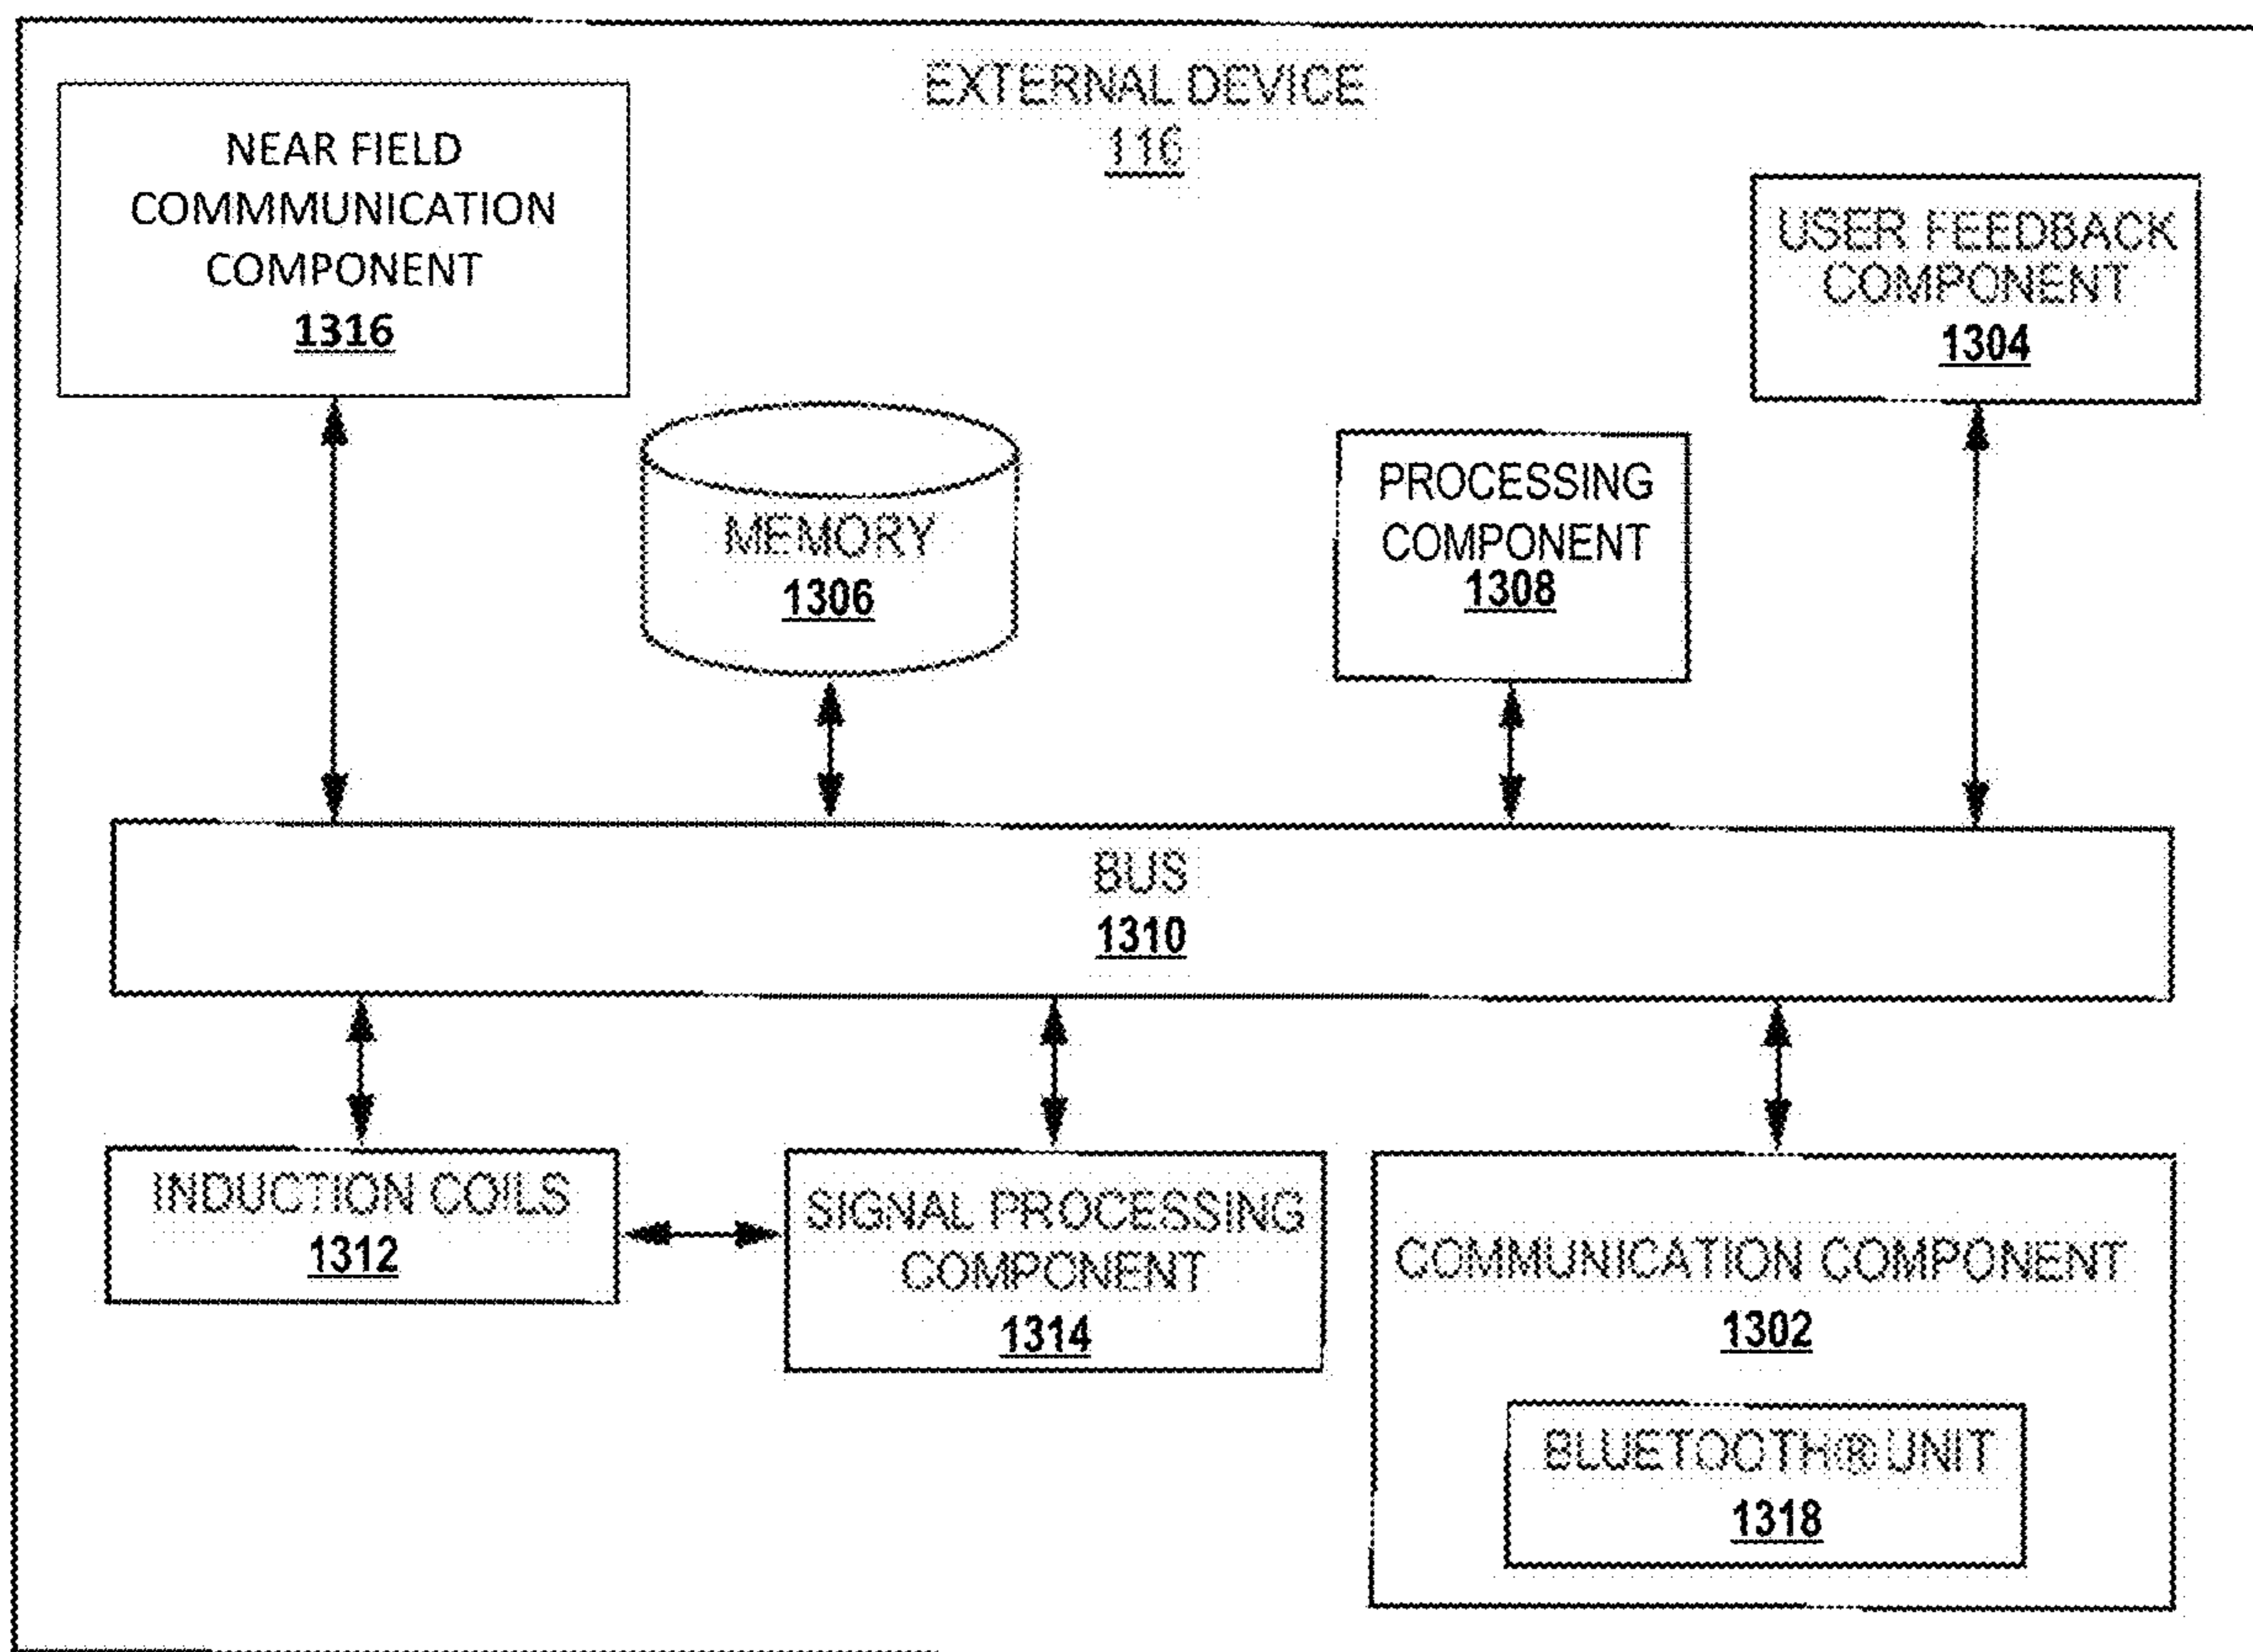 EXTERNAL DEVICE
116
NEAR FIELD
COMMMUNICATION
COMPONENT
1316
USER FEEDBACK
COMPONENT
1304
MEMORY
1306
PROCESSING
COMPONENT
1308
BUS
1310
INDUCTION COILS
1312
SIGNAL PROCESSING
COMPONENT
1314
COMMUNICATION COMPONENT
1302
BLUETOOTH® UNIT
1318